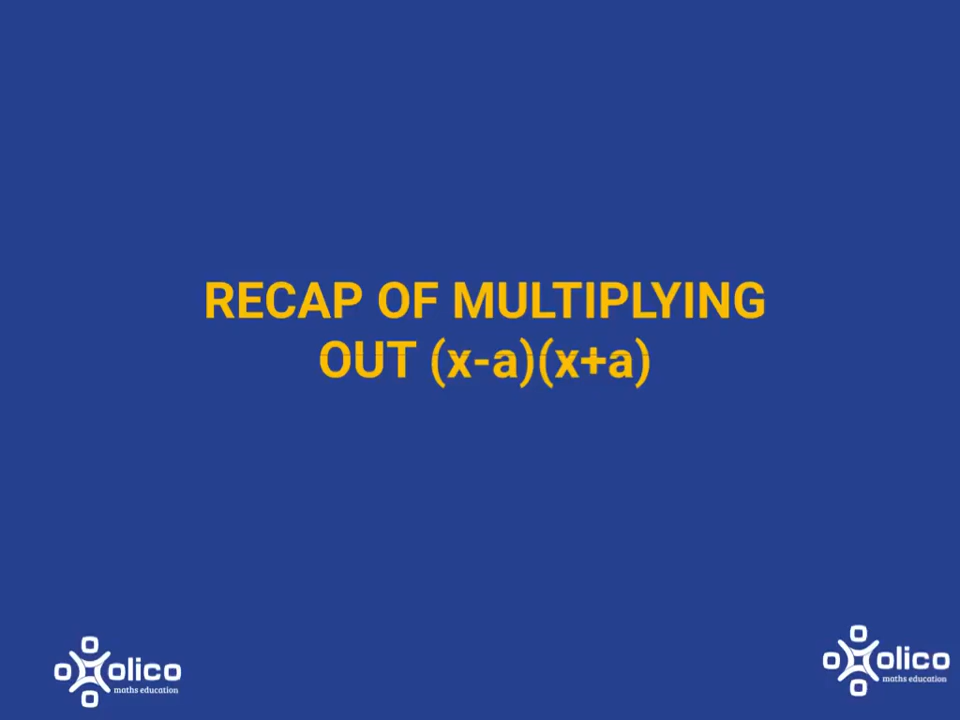 RECAP OF MULTIPLYING
OUT (x-a)(x+a)
olico
maths education
olico
maths education